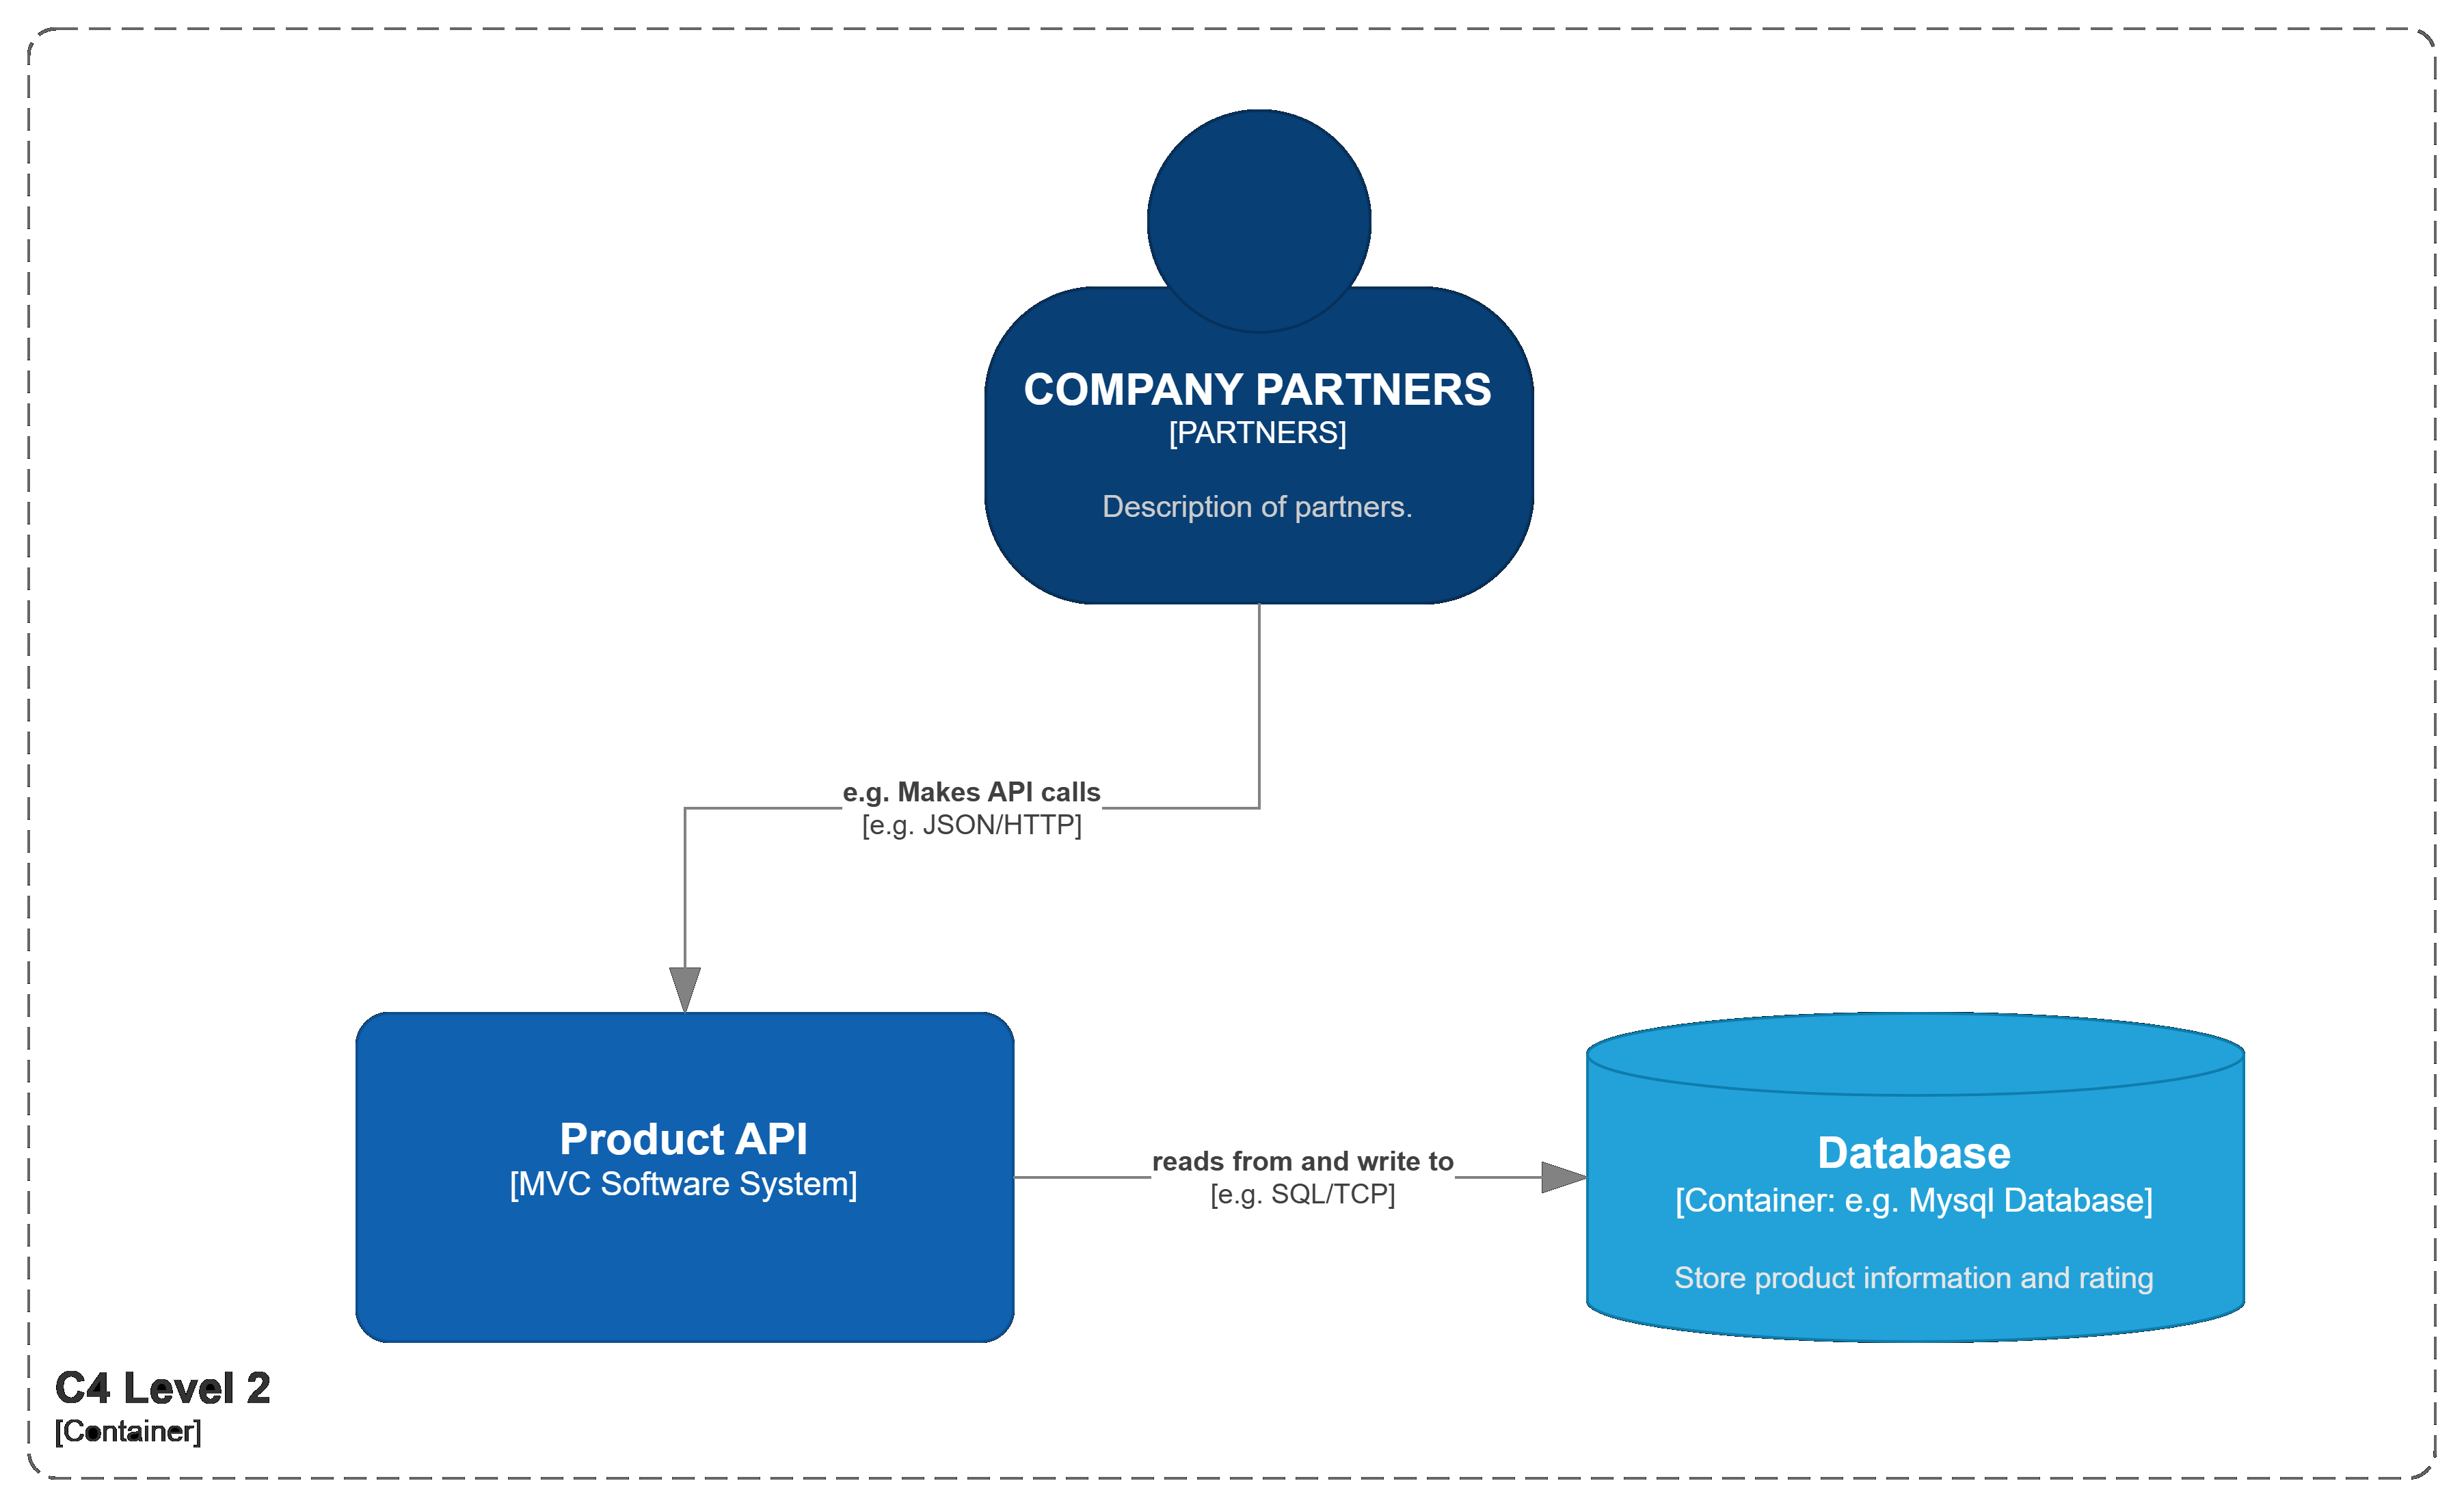 COMPANY PARTNERS
[PARTNERS]
Description of partners.
e.g. Makes API calls
[e.g. JSON/HTTP]
Product API
[MVC Software System]
reads from and write to
[e.g. SQL/TCP]
Database
[Container: e.g. Mysql Database]
Store product information and rating
C4 Level 2
[Container]